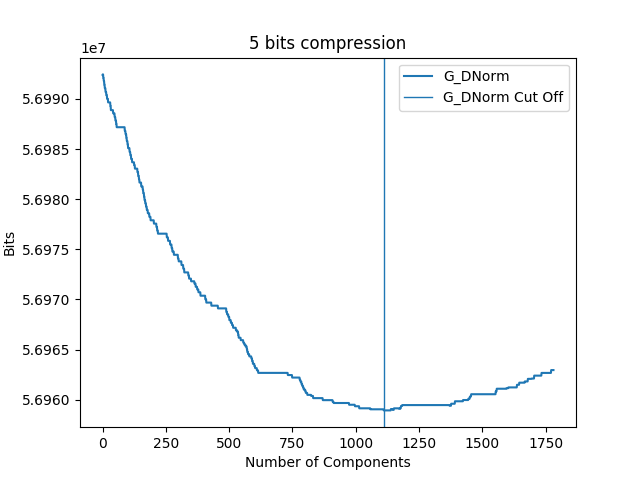 5 bits compression
1e7
G_DNorm
G_DNorm Cut Off
5.6990
5.6985
5.6980
5.6975
5.6970
5.6965
5.6960
Bits
0 250 500 750 1000 1250 1500 1750
Number of Components